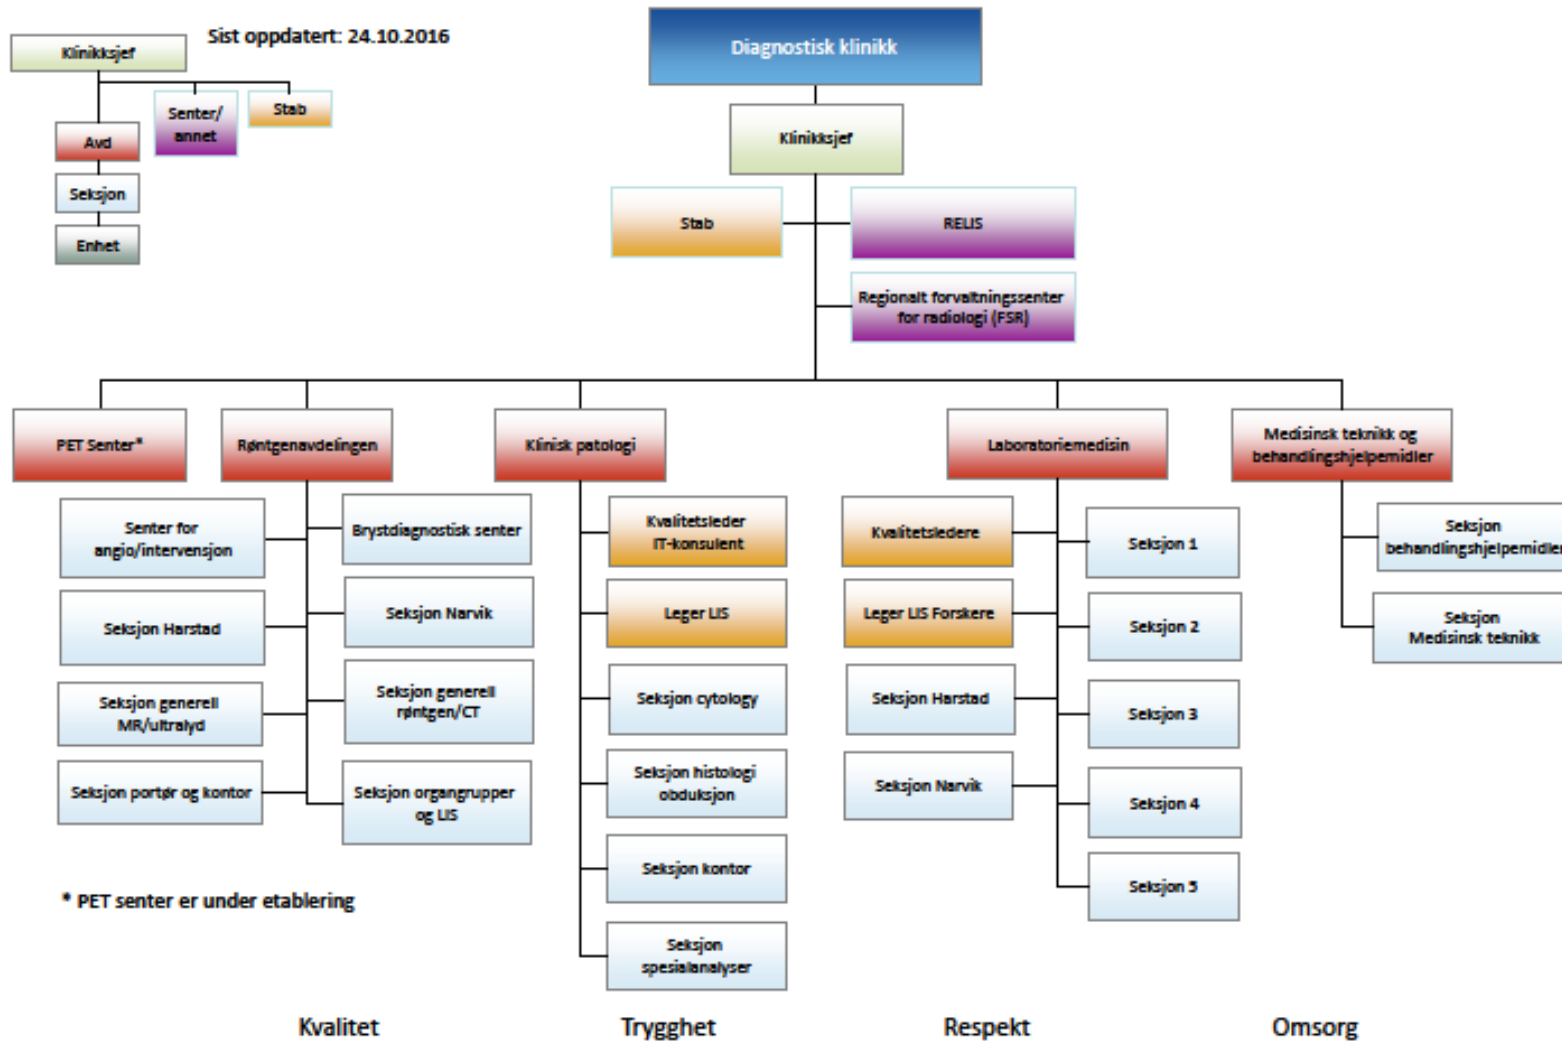 Sist oppdatert: 24.10.2016
Klinikksjef
Senter/
annet
Stab
Avd
Seksjon
Enhet
Diagnostisk klinikk
Klinikksjef
Stab
RELIS
Regionalt forvaltningssenter
for radiologi (FSR)
PET Senter*
Røntgenavdelingen
Klinisk patologi
Laboratoriemedisin
Medisinsk teknikk og
behandlingshjelpemidler
Senter for
angio/intervensjon
Brystdiagnostisk senter
Seksjon Harstad
Seksjon Narvik
Seksjon generell
MR/ultralyd
Seksjon generell
røntgen/CT
Seksjon portør og kontor
Seksjon organgrupper
og LIS
Kvalitetsleder
IT-konsulent
Leger LIS
Seksjon cytology
Seksjon histologi
obduksjon
Seksjon kontor
Seksjon
spesialanalyser
Kvalitetsledere
Leger LIS Forskere
Seksjon Harstad
Seksjon Narvik
Seksjon 1
Seksjon 2
Seksjon 3
Seksjon 4
Seksjon 5
Seksjon
behandlingshjelpemidler
Seksjon
Medisinsk teknikk
* PET senter er under etablering
Kvalitet Trygghet Respekt Omsorg